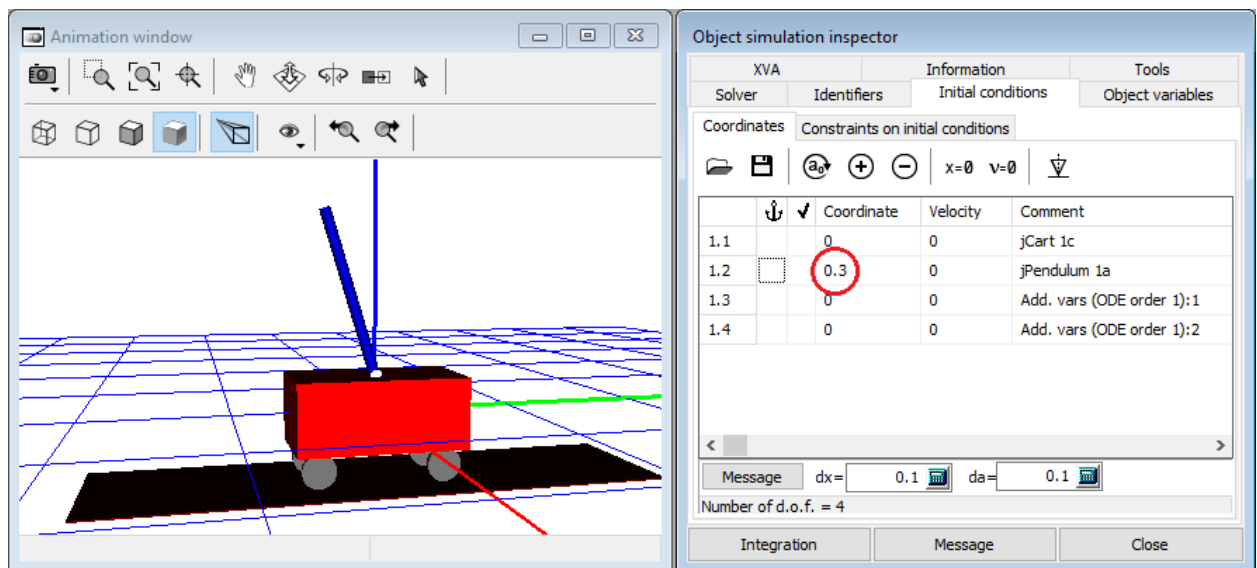 Animation window
Object simulation inspector
XVA Information Tools
Solver Identifiers Initial conditions Object variables
Coordinates Constraints on initial conditions
x=0 v=0
Coordinate Velocity Comment
1.1 0 0 jCart 1c
1.2 0.3 0 jPendulum 1a
1.3 0 0 Add. vars (ODE order 1):1
1.4 0 0 Add. vars (ODE order 1):2
Message dx= 0.1 da= 0.1
Number of d.o.f. = 4
Integration Message Close